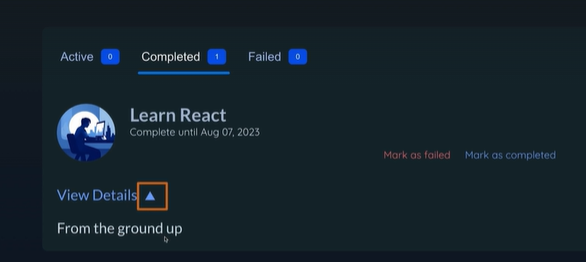 Active 0 Completed 1 Failed 0
Learn React
Complete until Aug 07, 2023
Mark as failed Mark as completed
View Details ▲
From the ground up